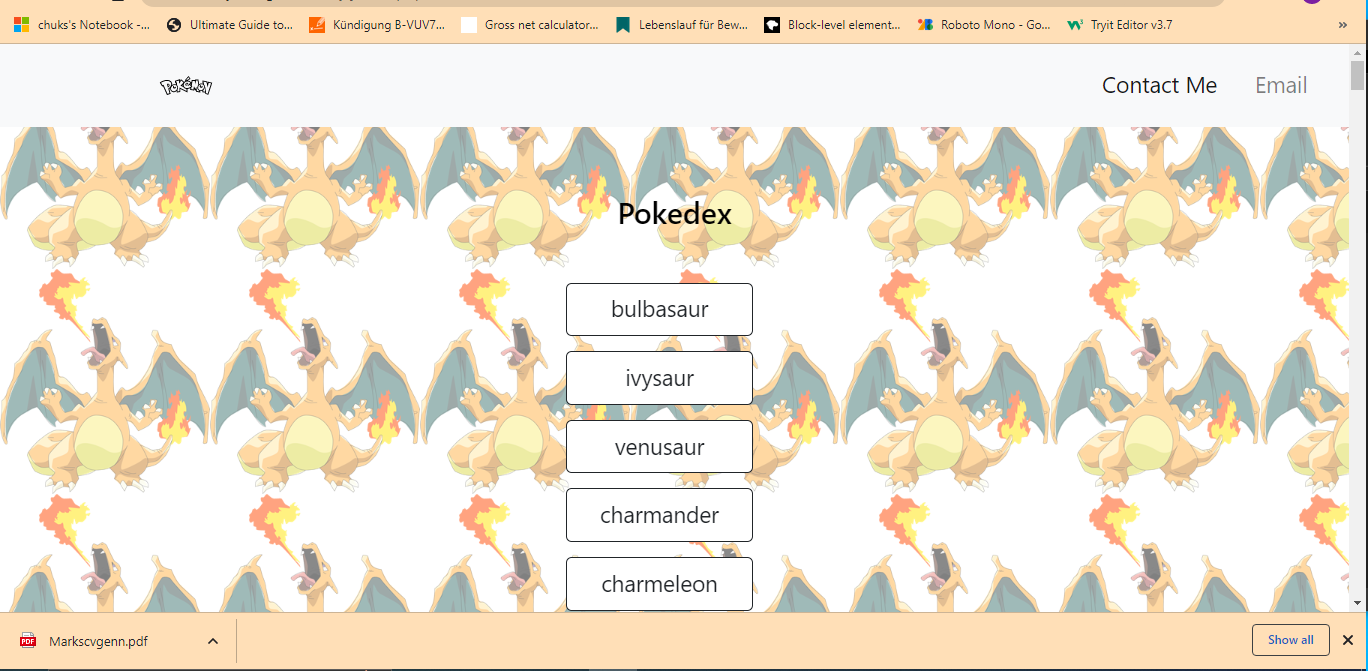 chuks's Notebook -... Ultimate Guide to... Kündigung B-VUV7... Gross net calculator... Lebenslauf für Bew... Block-level element... Roboto Mono - Go... Tryit Editor v3.7 »
POKéMON Contact Me Email
Pokedex
bulbasaur
ivysaur
venusaur
charmander
charmeleon
PDF Markscvgenn.pdf Show all